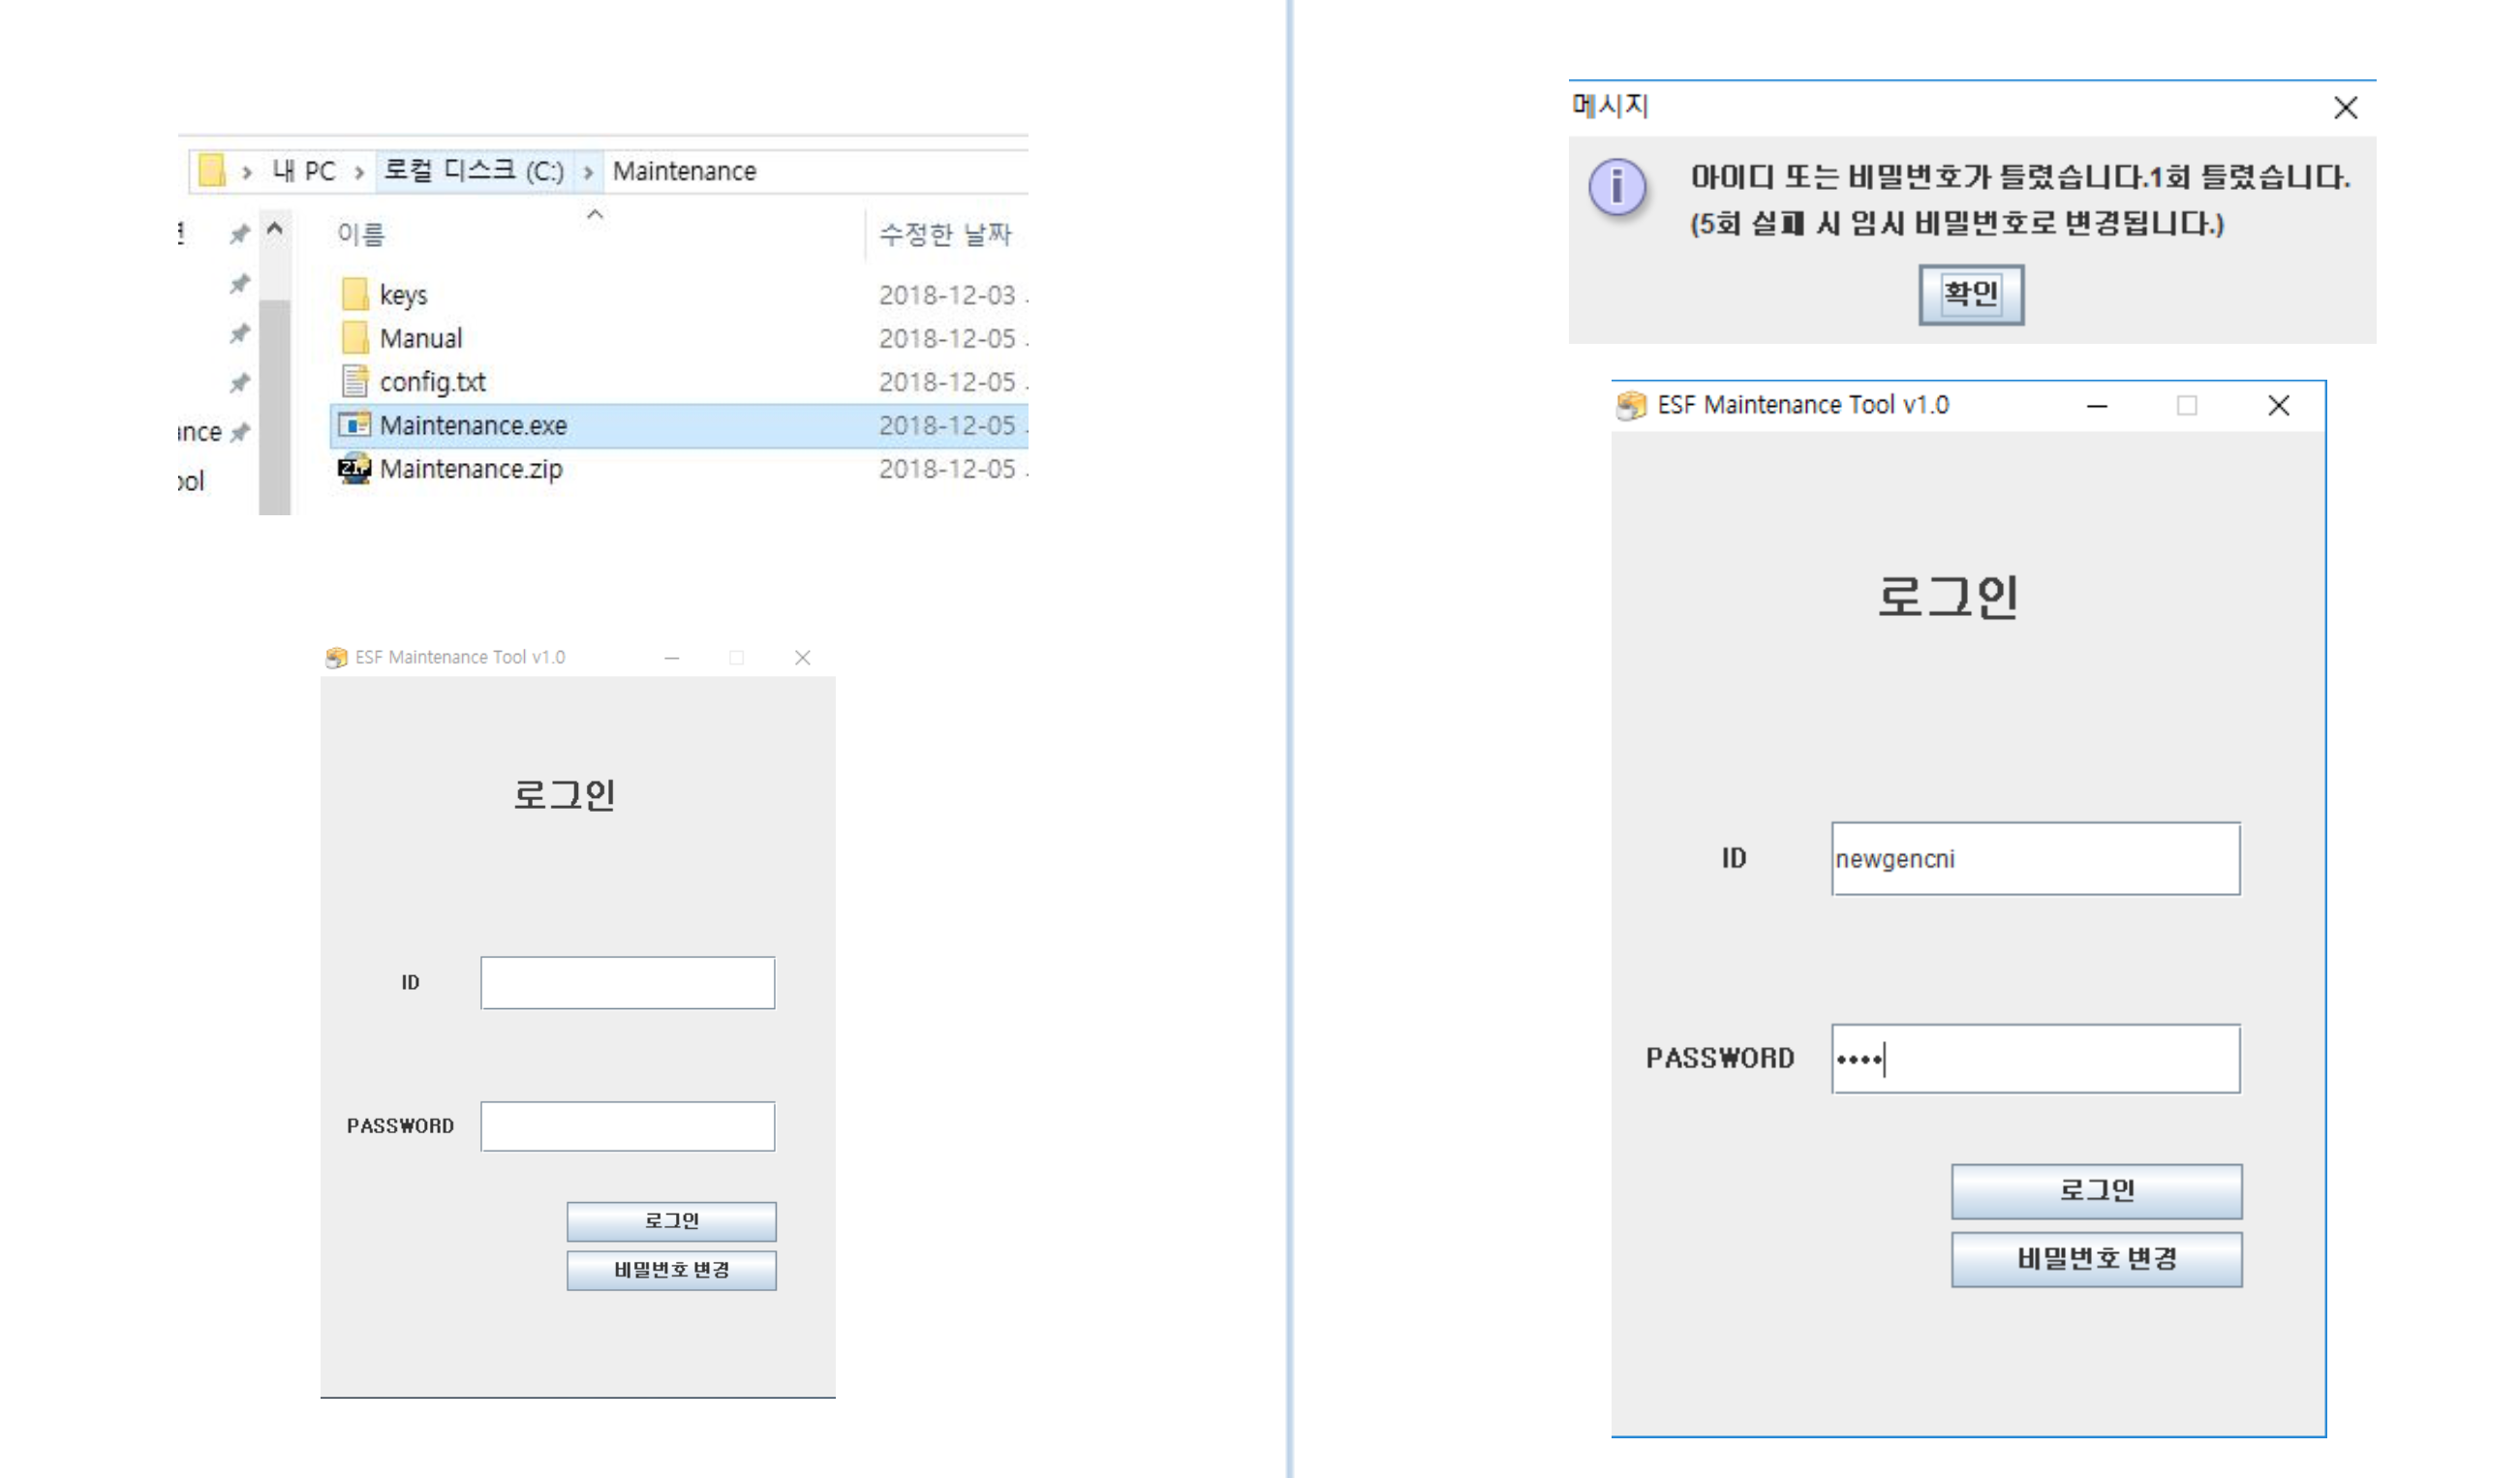 내 PC > 로컬 디스크 (C:) > Maintenance
이름 수정한 날짜
keys 2018-12-03
Manual 2018-12-05
config.txt 2018-12-05
Maintenance.exe 2018-12-05
ance
Maintenance.zip 2018-12-05
ool
ESF Maintenance Tool v1.0
로그인
ID
PASSWORD
로그인
비밀번호 변경
메시지
아이디 또는 비밀번호가 틀렸습니다.1회 틀렸습니다.
(5회 실패 시 임시 비밀번호로 변경됩니다.)
확인
ESF Maintenance Tool v1.0
로그인
ID newgencni
PASSWORD ••••
로그인
비밀번호 변경